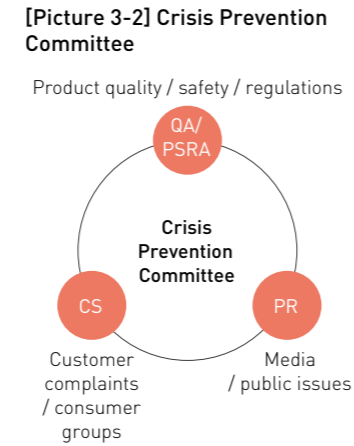 [Picture 3-2] Crisis Prevention
Committee
Product quality / safety / regulations
QA/
PSRA
Crisis
Prevention
Committee
CS
PR
Customer
complaints
/ consumer
groups
Media
/ public issues